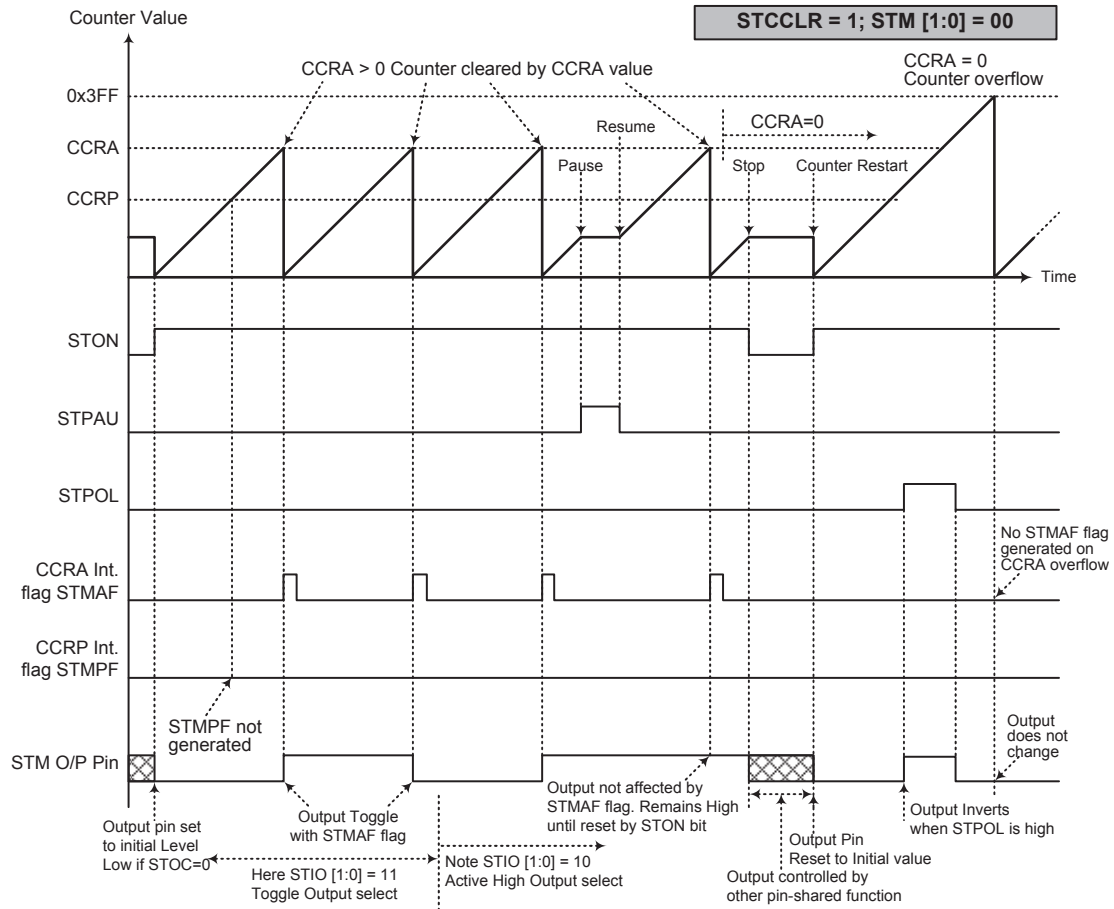 Counter Value
STCCLR = 1; STM [1:0] = 00
CCRA > 0 Counter cleared by CCRA value
CCRA = 0
Counter overflow
0x3FF
CCRA
CCRP
Resume
CCRA=0
Pause
Stop
Counter Restart
Time
STON
STPAU
STPOL
No STMAF flag
generated on
CCRA overflow
CCRA Int.
flag STMAF
CCRP Int.
flag STMPF
STMPF not
generated
STM O/P Pin
Output
does not
change
Output pin set
to initial Level
Low if STOC=0
Output Toggle
with STMAF flag
Output not affected by
STMAF flag. Remains High
until reset by STON bit
Output Inverts
when STPOL is high
Output Pin
Reset to Initial value
Here STIO [1:0] = 11
Toggle Output select
Note STIO [1:0] = 10
Active High Output select
Output controlled by
other pin-shared function